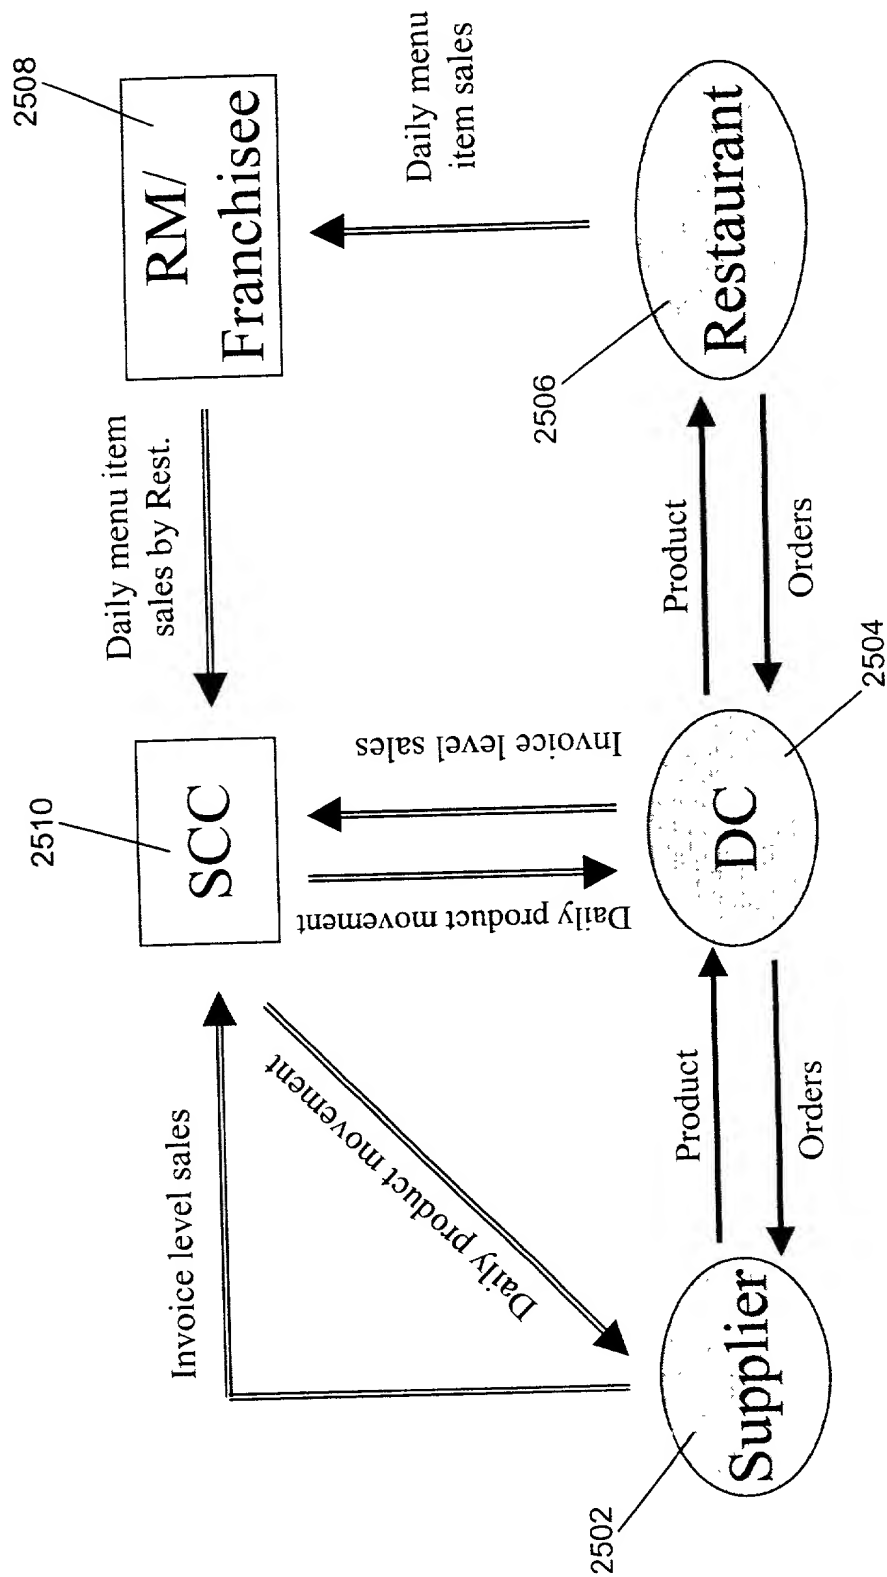 2508
RM/
Franchisee
Daily menu
item sales
2506
Restaurant
Daily menu item
sales by Rest.
Product
Orders
2510
SCC
Invoice level sales
Daily product movement
2504
DC
Invoice level sales
Daily product movement
Product
Orders
2502
Supplier